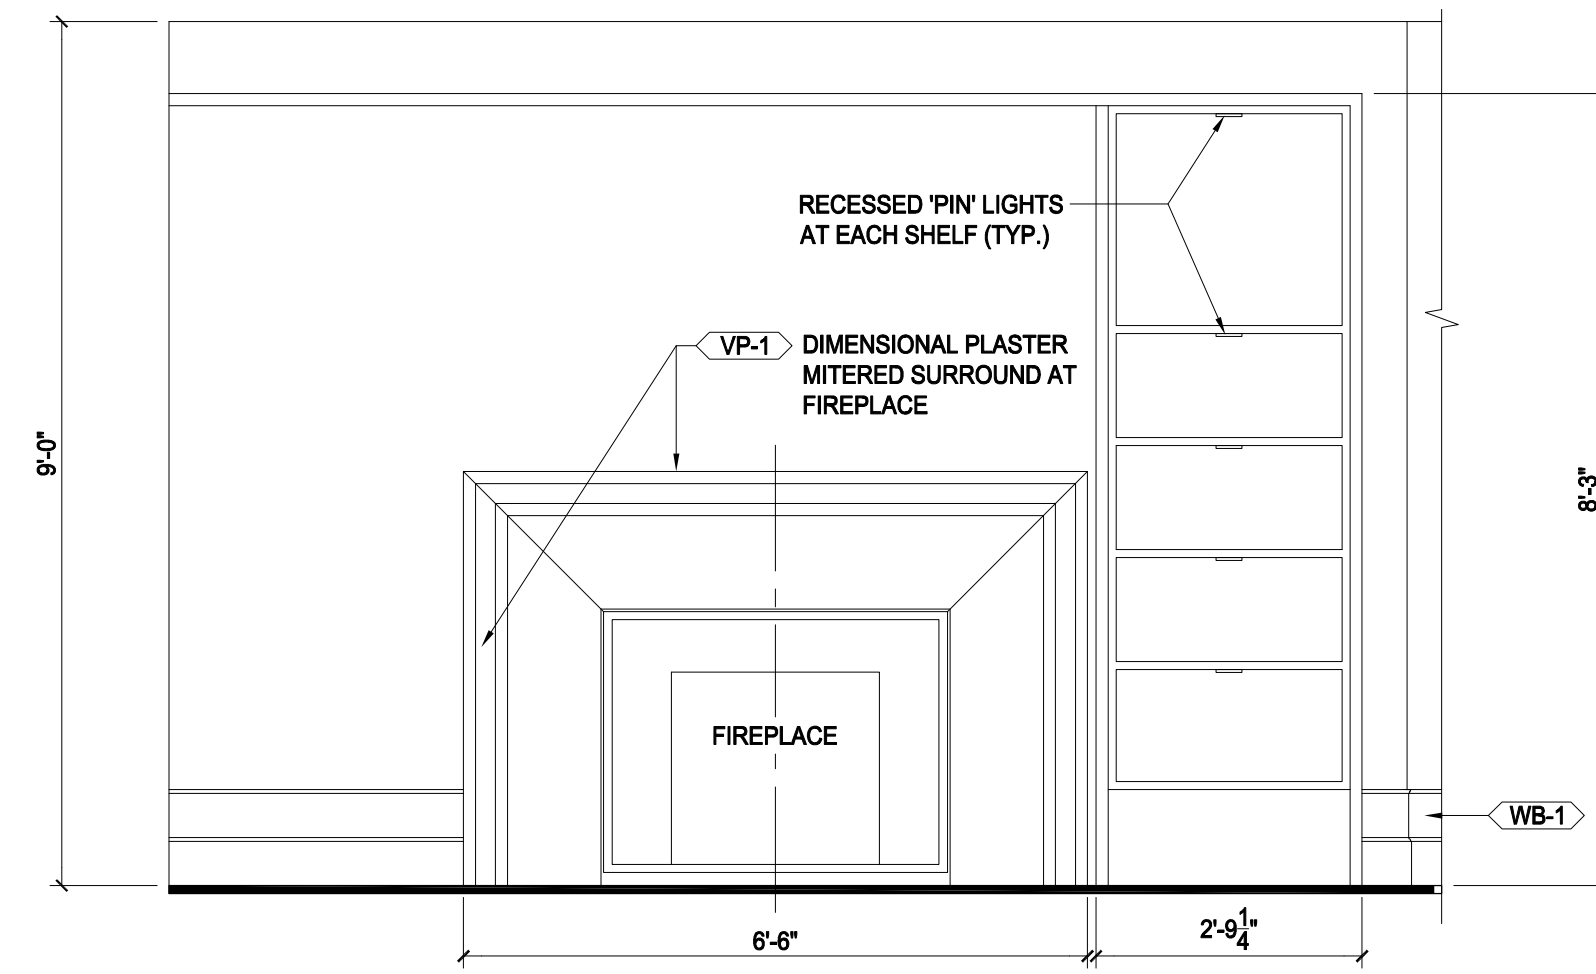 RECESSED 'PIN' LIGHTS
AT EACH SHELF (TYP.)
VP-1
DIMENSIONAL PLASTER
MITERED SURROUND AT
FIREPLACE
9'-0"
8'-3"
FIREPLACE
WB-1
6'-6"
2'-9 1/4"